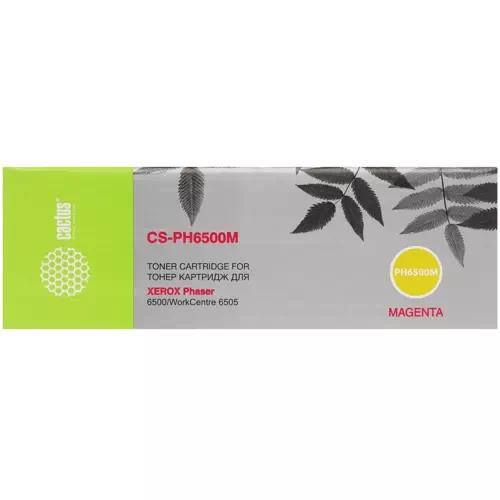 cactus
CS-PH6500M
TONER CARTRIDGE FOR
ТОНЕР КАРТРИДЖ ДЛЯ
XEROX Phaser
6500/WorkCentre 6505
PH6500M
MAGENTA